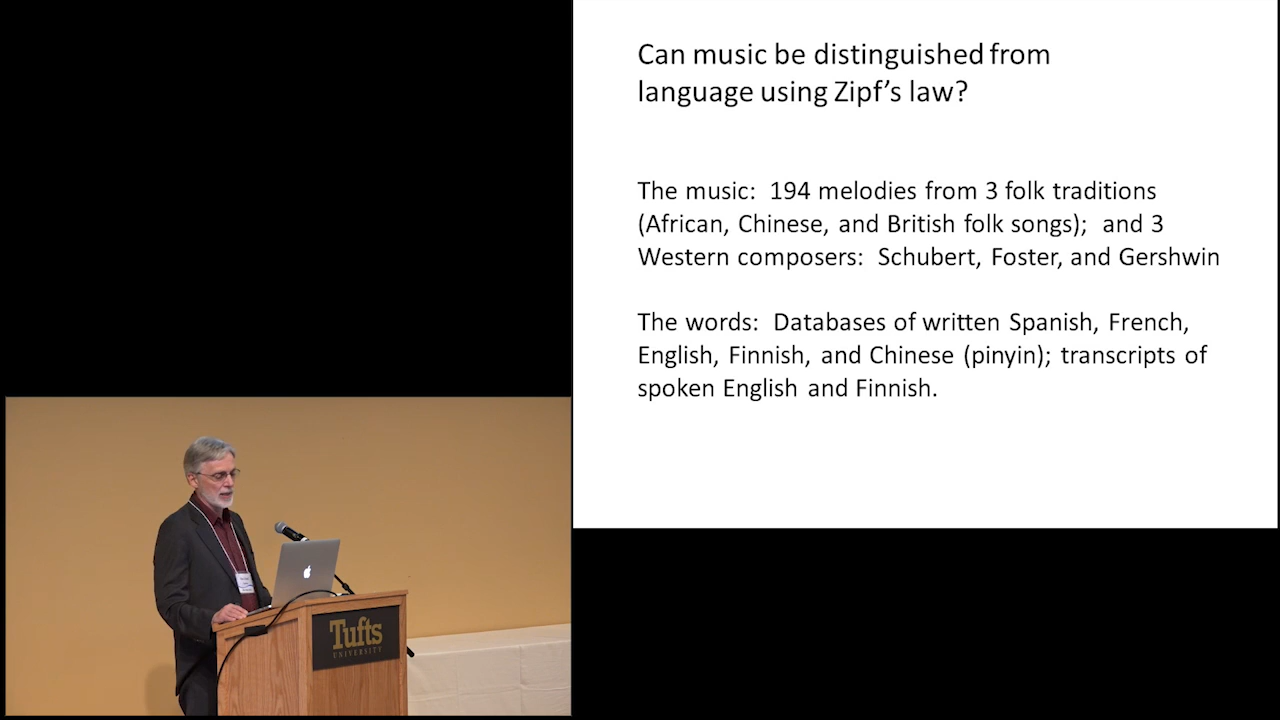 Can music be distinguished from
language using Zipf’s law?
The music: 194 melodies from 3 folk traditions
(African, Chinese, and British folk songs); and 3
Western composers: Schubert, Foster, and Gershwin
The words: Databases of written Spanish, French,
English, Finnish, and Chinese (pinyin); transcripts of
spoken English and Finnish.
Tufts
UNIVERSITY